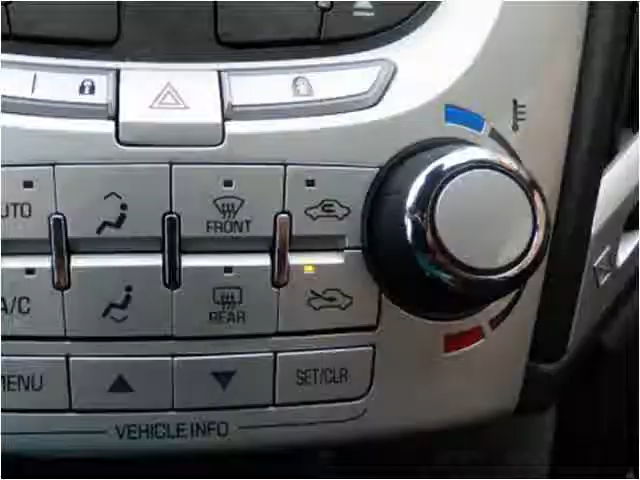 UTO
FRONT
A/C
REAR
MENU
SET/CLR
VEHICLE INFO